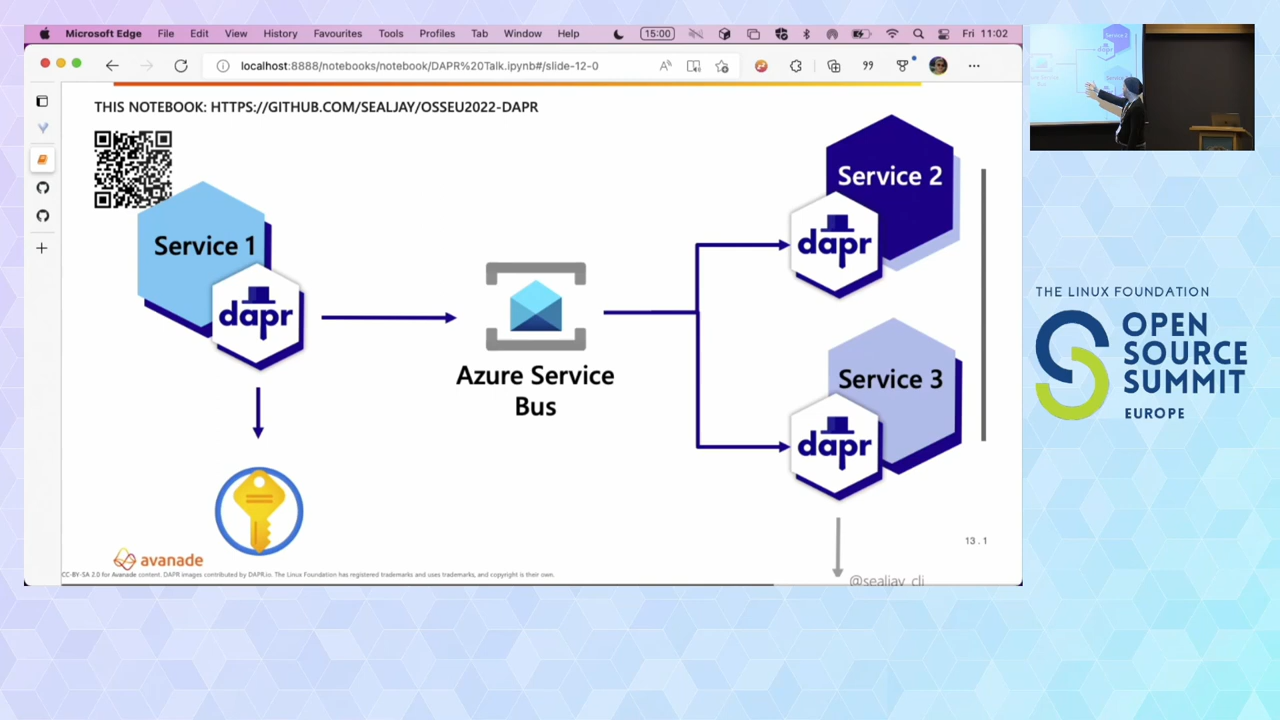 Microsoft Edge File Edit View History Favourites Tools Profiles Tab Window Help 15:00 Fri 11:02
localhost:8888/notebooks/notebook/DAPR%20Talk.ipynb#/slide-12-0
THIS NOTEBOOK: HTTPS://GITHUB.COM/SEALJAY/OSSEU2022-DAPR
Service 1
dapr
Azure Service
Bus
Service 2
dapr
Service 3
dapr
13.1
avanade
CC-BY-SA 2.0 for Avanade content. DAPR images contributed by DAPR.io. The Linux Foundation has registered trademarks and uses trademarks, and copyright is their own.
@sealjay_cli
Service 2
dapr
THE LINUX FOUNDATION
OPEN
SOURCE
SUMMIT
EUROPE